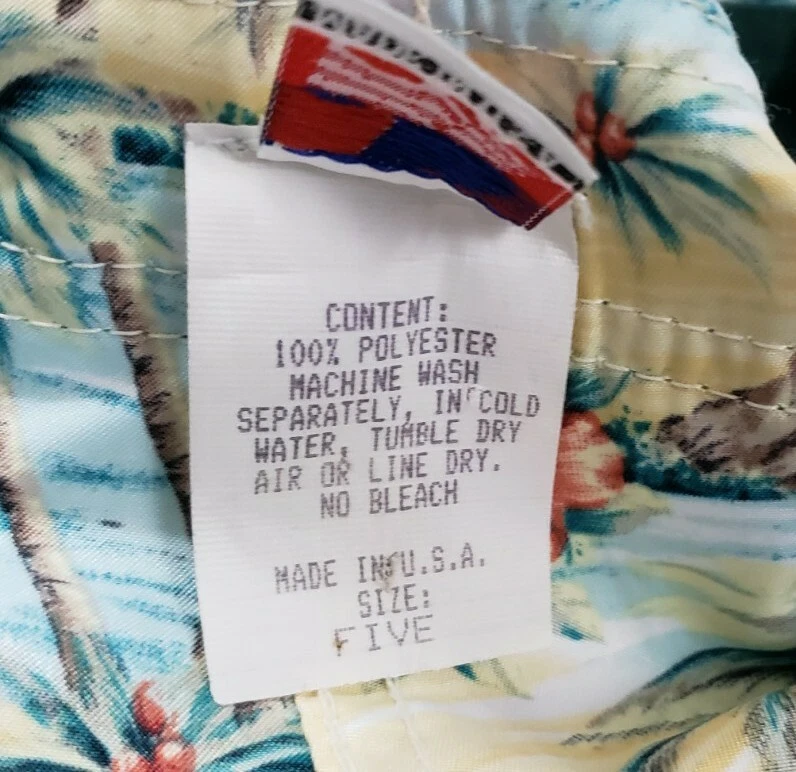 CONTENT:
100% POLYESTER
MACHINE WASH
SEPARATELY, IN COLD
WATER, TUMBLE DRY
AIR OR LINE DRY.
NO BLEACH
MADE IN U.S.A.
SIZE:
FIVE